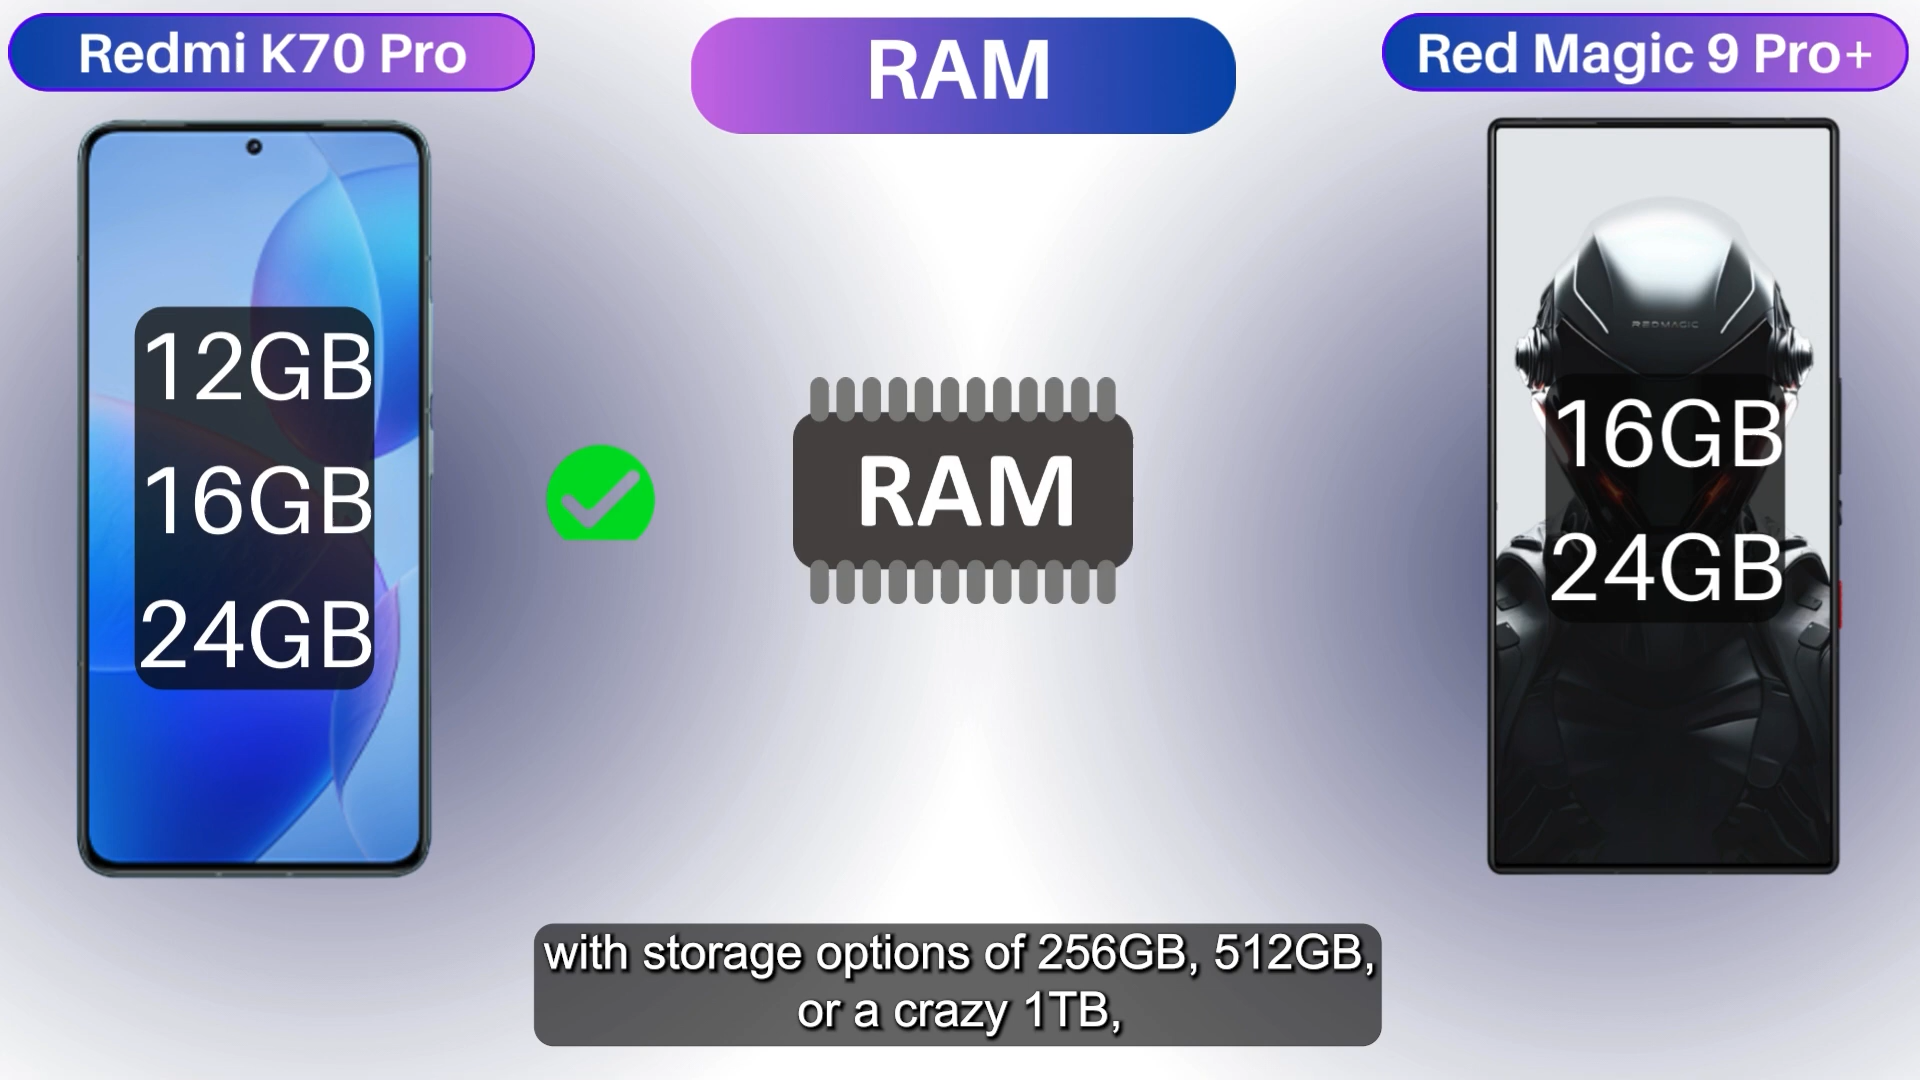 Redmi K70 Pro
RAM
Red Magic 9 Pro+
12GB
16GB
24GB
RAM
REDMAGIC
16GB
24GB
with storage options of 256GB, 512GB,
or a crazy 1TB,